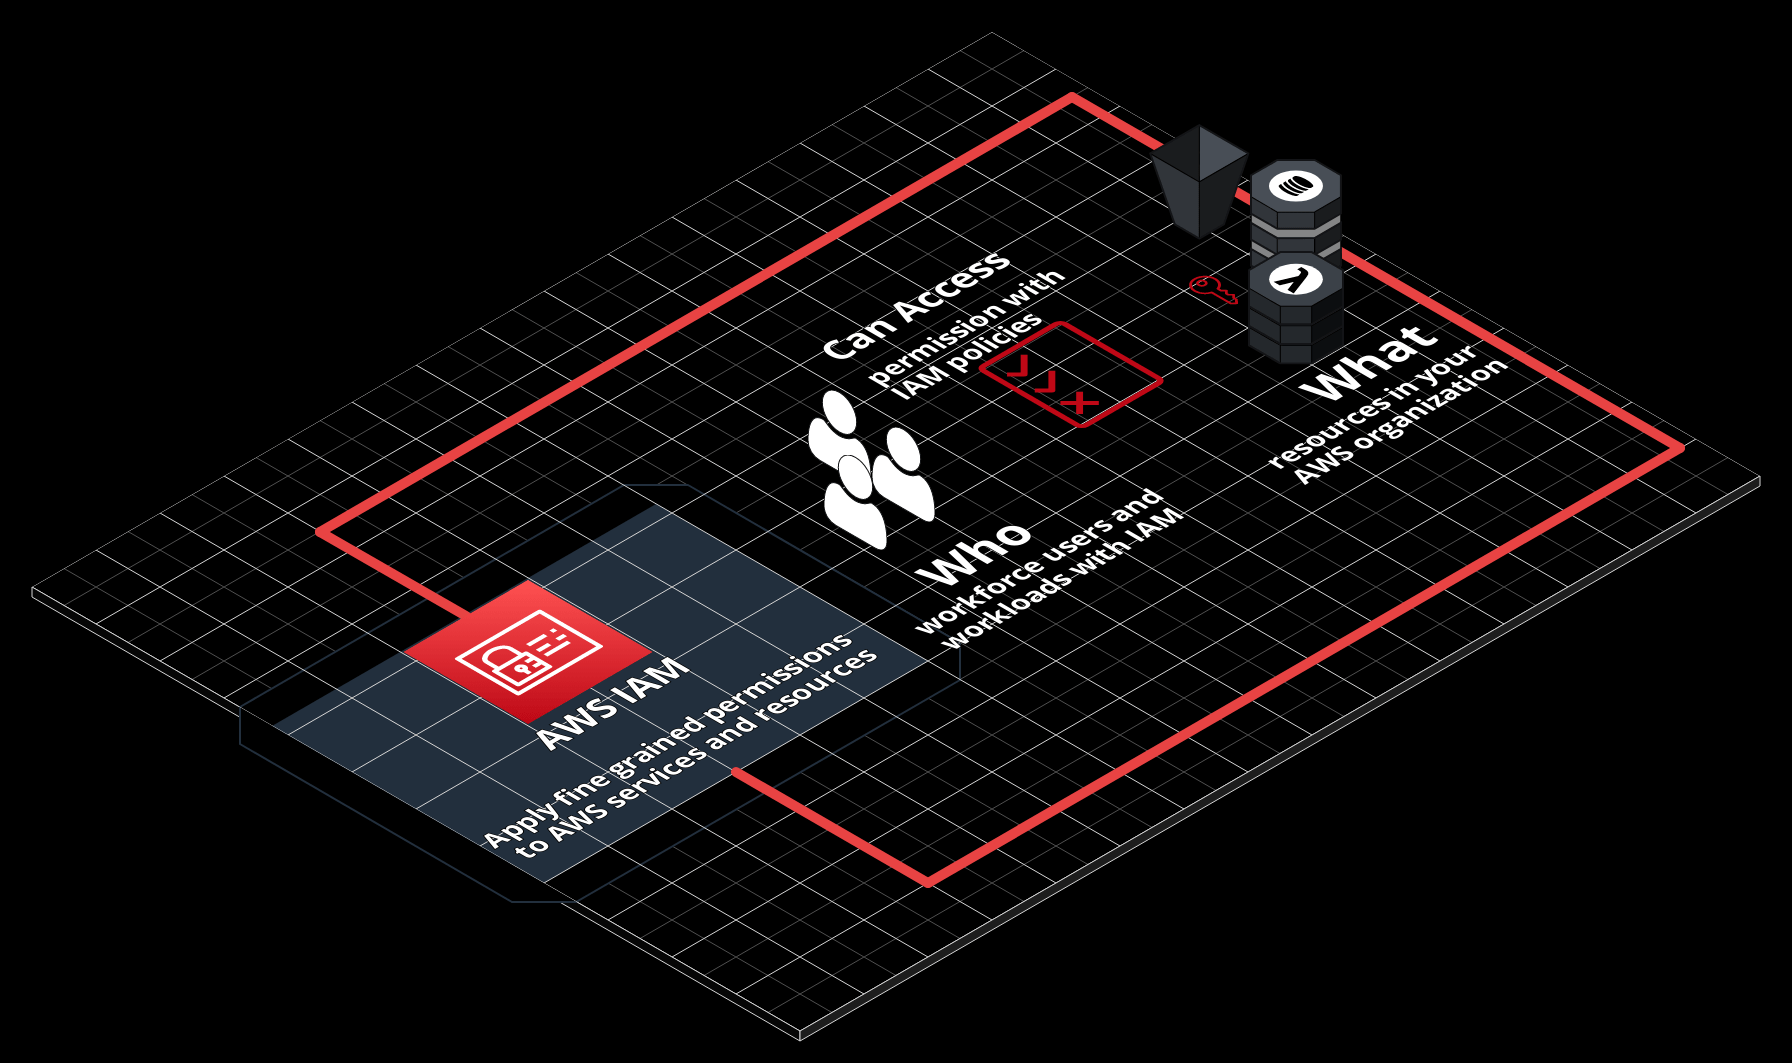 Can Access
permission with
IAM policies
What
resources in your
AWS organization
Who
workforce users and
workloads with IAM
AWS IAM
Apply fine grained permissions
to AWS services and resources